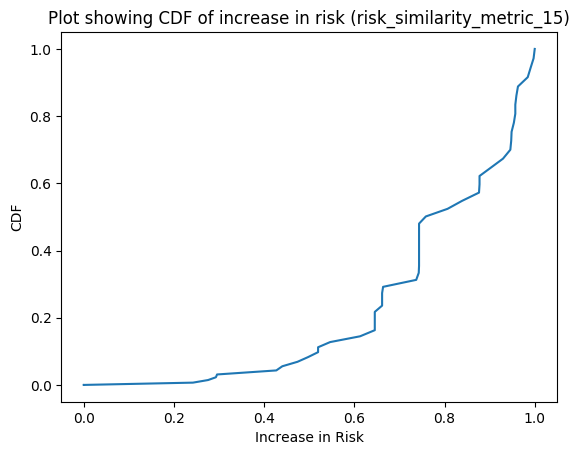 Plot showing CDF of increase in risk (risk_similarity_metric_15)
1.0
0.8
0.6
0.4
0.2
0.0
CDF
0.0 0.2 0.4 0.6 0.8 1.0
Increase in Risk